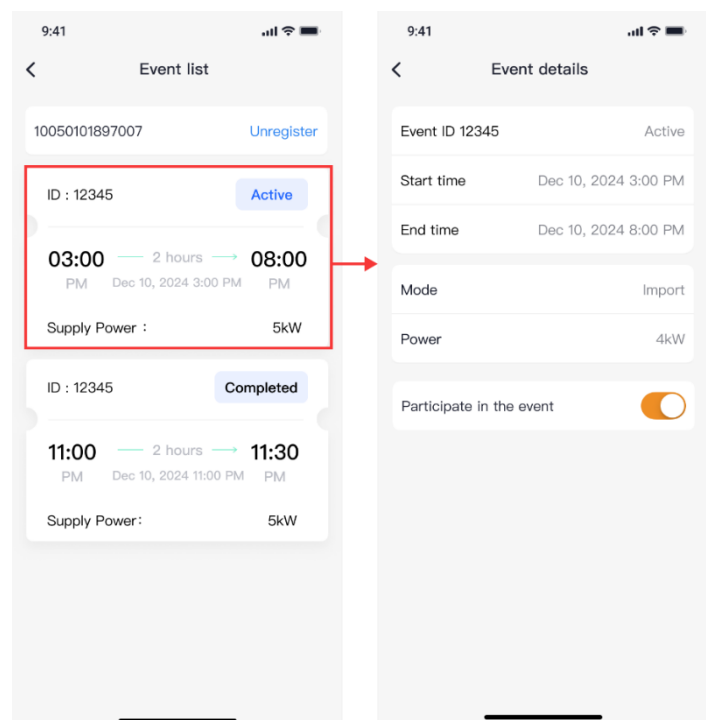 9:41
Event list
10050101897007 Unregister
ID : 12345 Active
03:00 2 hours 08:00
PM Dec 10, 2024 3:00 PM PM
Supply Power : 5kW
ID : 12345 Completed
11:00 2 hours 11:30
PM Dec 10, 2024 11:00 PM PM
Supply Power: 5kW
9:41
Event details
Event ID 12345 Active
Start time Dec 10, 2024 3:00 PM
End time Dec 10, 2024 8:00 PM
Mode Import
Power 4kW
Participate in the event